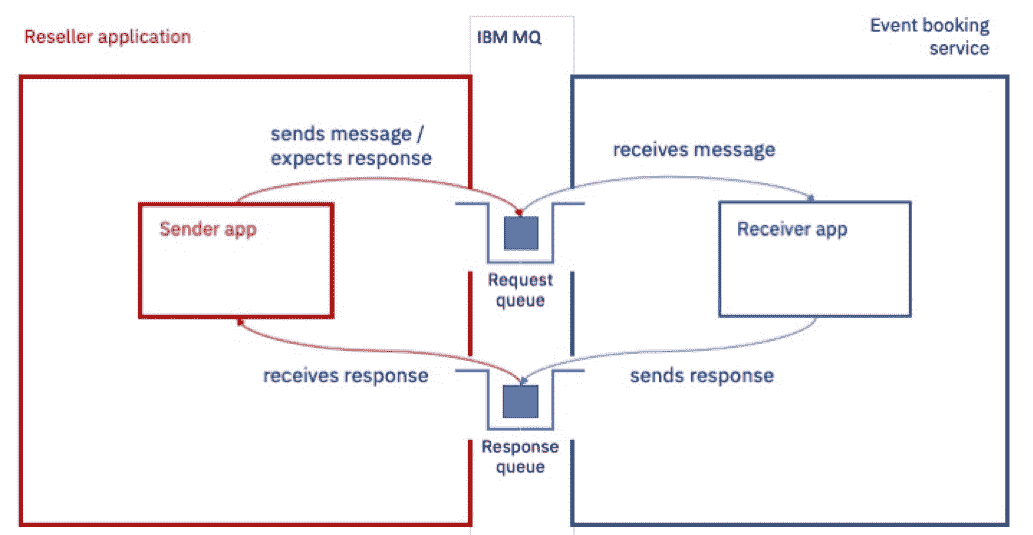 Reseller application
IBM MQ
Event booking
service
sends message /
expects response
receives message
Sender app
Receiver app
Request
queue
receives response
sends response
Response
queue